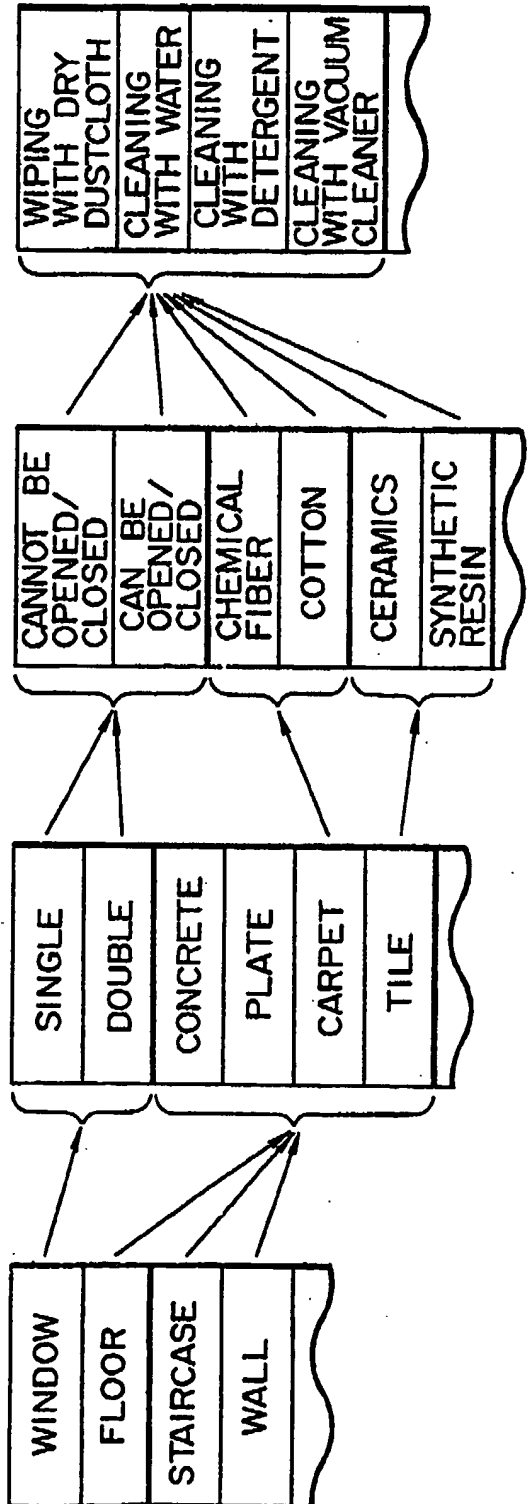 WINDOW
FLOOR
STAIRCASE
WALL
SINGLE
DOUBLE
CONCRETE
PLATE
CARPET
TILE
CANNOT BE
OPENED/
CLOSED
CAN BE
OPENED/
CLOSED
CHEMICAL
FIBER
COTTON
CERAMICS
SYNTHETIC
RESIN
WIPING
WITH DRY
DUSTCLOTH
CLEANING
WITH WATER
CLEANING
WITH
DETERGENT
CLEANING
WITH VACUUM
CLEANER